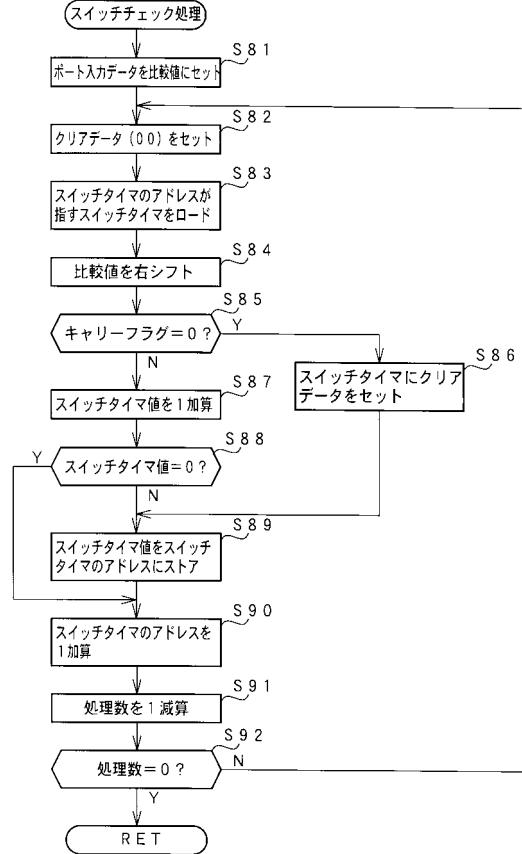 スイッチチェック処理
S81
ポート入力データを比較値にセット
S82
クリアデータ(00)をセット
S83
スイッチタイマのアドレスが
指すスイッチタイマをロード
S84
比較値を右シフト
S85
キャリーフラグ=0?
Y
N
S86
スイッチタイマにクリア
データをセット
S87
スイッチタイマ値を1加算
S88
Y
スイッチタイマ値=0?
N
S89
スイッチタイマ値をスイッチ
タイマのアドレスにストア
S90
スイッチタイマのアドレスを
1加算
S91
処理数を1減算
S92
処理数=0?
N
Y
RET